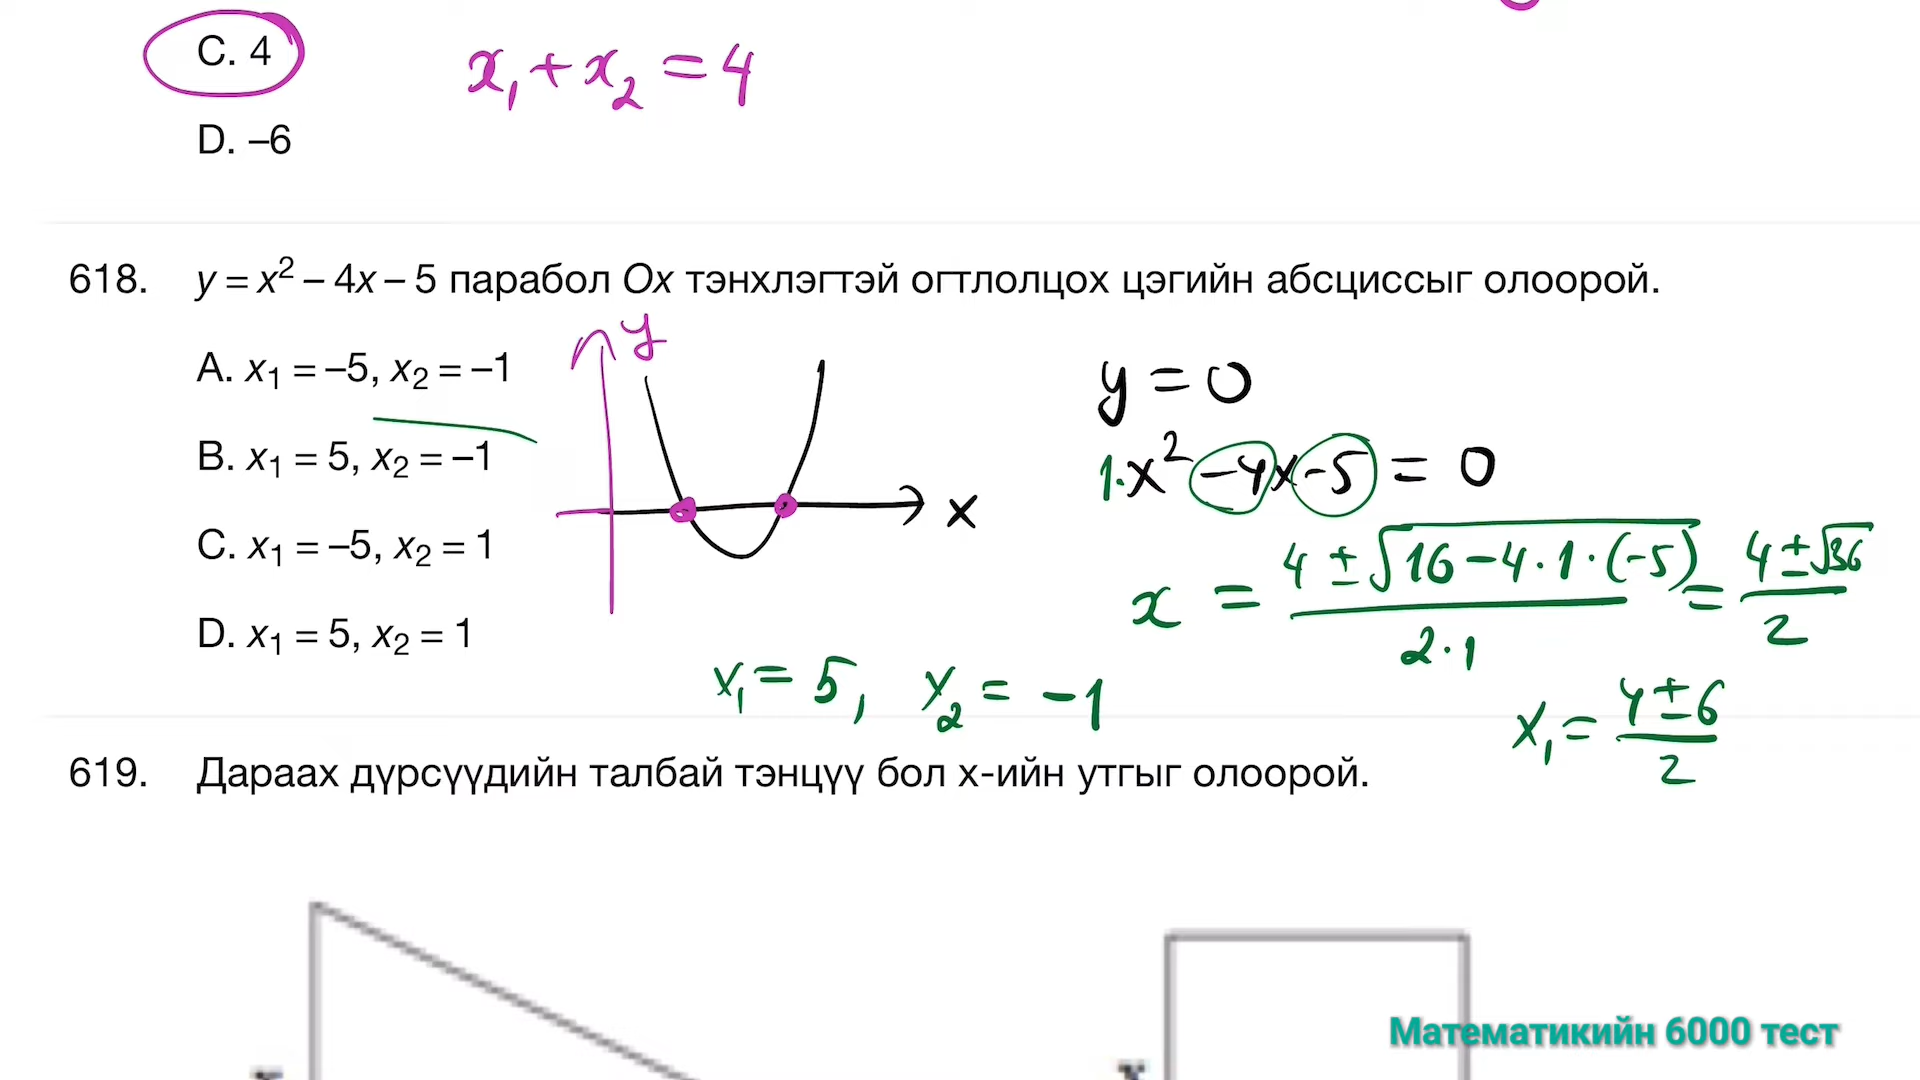 C. 4
x₁ + x₂ = 4
D. –6
618. y = x² – 4x – 5 парабол Ox тэнхлэгтэй огтлолцох цэгийн абсциссыг олоорой.
y
A. x₁ = –5, x₂ = –1
y = 0
B. x₁ = 5, x₂ = –1
1·x² –4x –5 = 0
x
C. x₁ = –5, x₂ = 1
x = (4 ± √(16 – 4·1·(–5)))/(2·1) = (4 ± √36)/2
D. x₁ = 5, x₂ = 1
x₁ = 5, x₂ = –1
x₁ = (4 ± 6)/2
619. Дараах дүрсүүдийн талбай тэнцүү бол x-ийн утгыг олоорой.
Математикийн 6000 тест